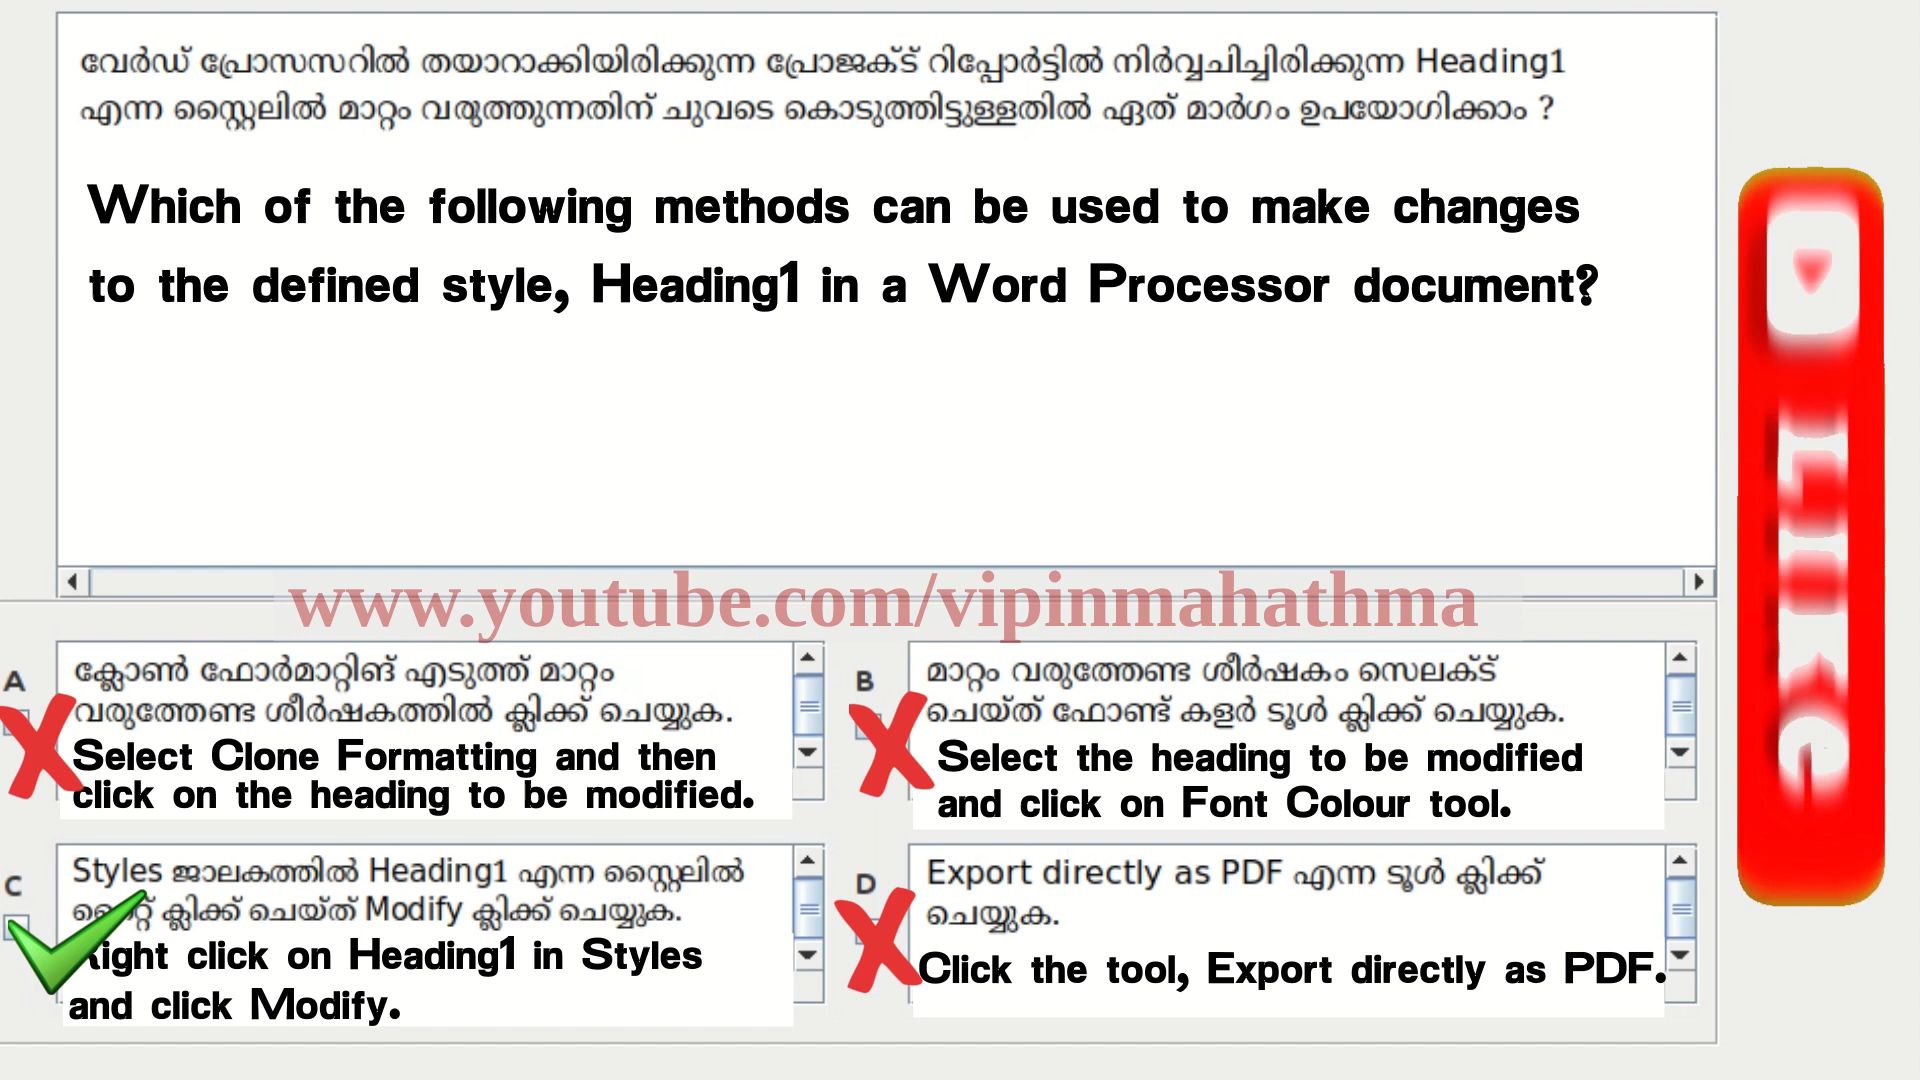 വേർഡ് പ്രോസസറിൽ തയാറാക്കിയിരിക്കുന്ന പ്രോജക്ട് റിപ്പോർട്ടിൽ നിർവ്വചിച്ചിരിക്കുന്ന Heading1
എന്ന സ്റ്റൈലിൽ മാറ്റം വരുത്തുന്നതിന് ചുവടെ കൊടുത്തിട്ടുള്ളതിൽ ഏത് മാർഗം ഉപയോഗിക്കാം ?
Which of the following methods can be used to make changes
to the defined style, Heading1 in a Word Processor document?
www.youtube.com/vipinmahathma
A
ക്ലോൺ ഫോർമാറ്റിങ് എടുത്ത് മാറ്റം
വരുത്തേണ്ട ശീർഷകത്തിൽ ക്ലിക്ക് ചെയ്യുക.
Select Clone Formatting and then
click on the heading to be modified.
B
മാറ്റം വരുത്തേണ്ട ശീർഷകം സെലക്ട്
ചെയ്ത് ഫോണ്ട് കളർ ടൂൾ ക്ലിക്ക് ചെയ്യുക.
Select the heading to be modified
and click on Font Colour tool.
C
Styles ജാലകത്തിൽ Heading1 എന്ന സ്റ്റൈലിൽ
റൈറ്റ് ക്ലിക്ക് ചെയ്ത് Modify ക്ലിക്ക് ചെയ്യുക.
Right click on Heading1 in Styles
and click Modify.
D
Export directly as PDF എന്ന ടൂൾ ക്ലിക്ക്
ചെയ്യുക.
Click the tool, Export directly as PDF.